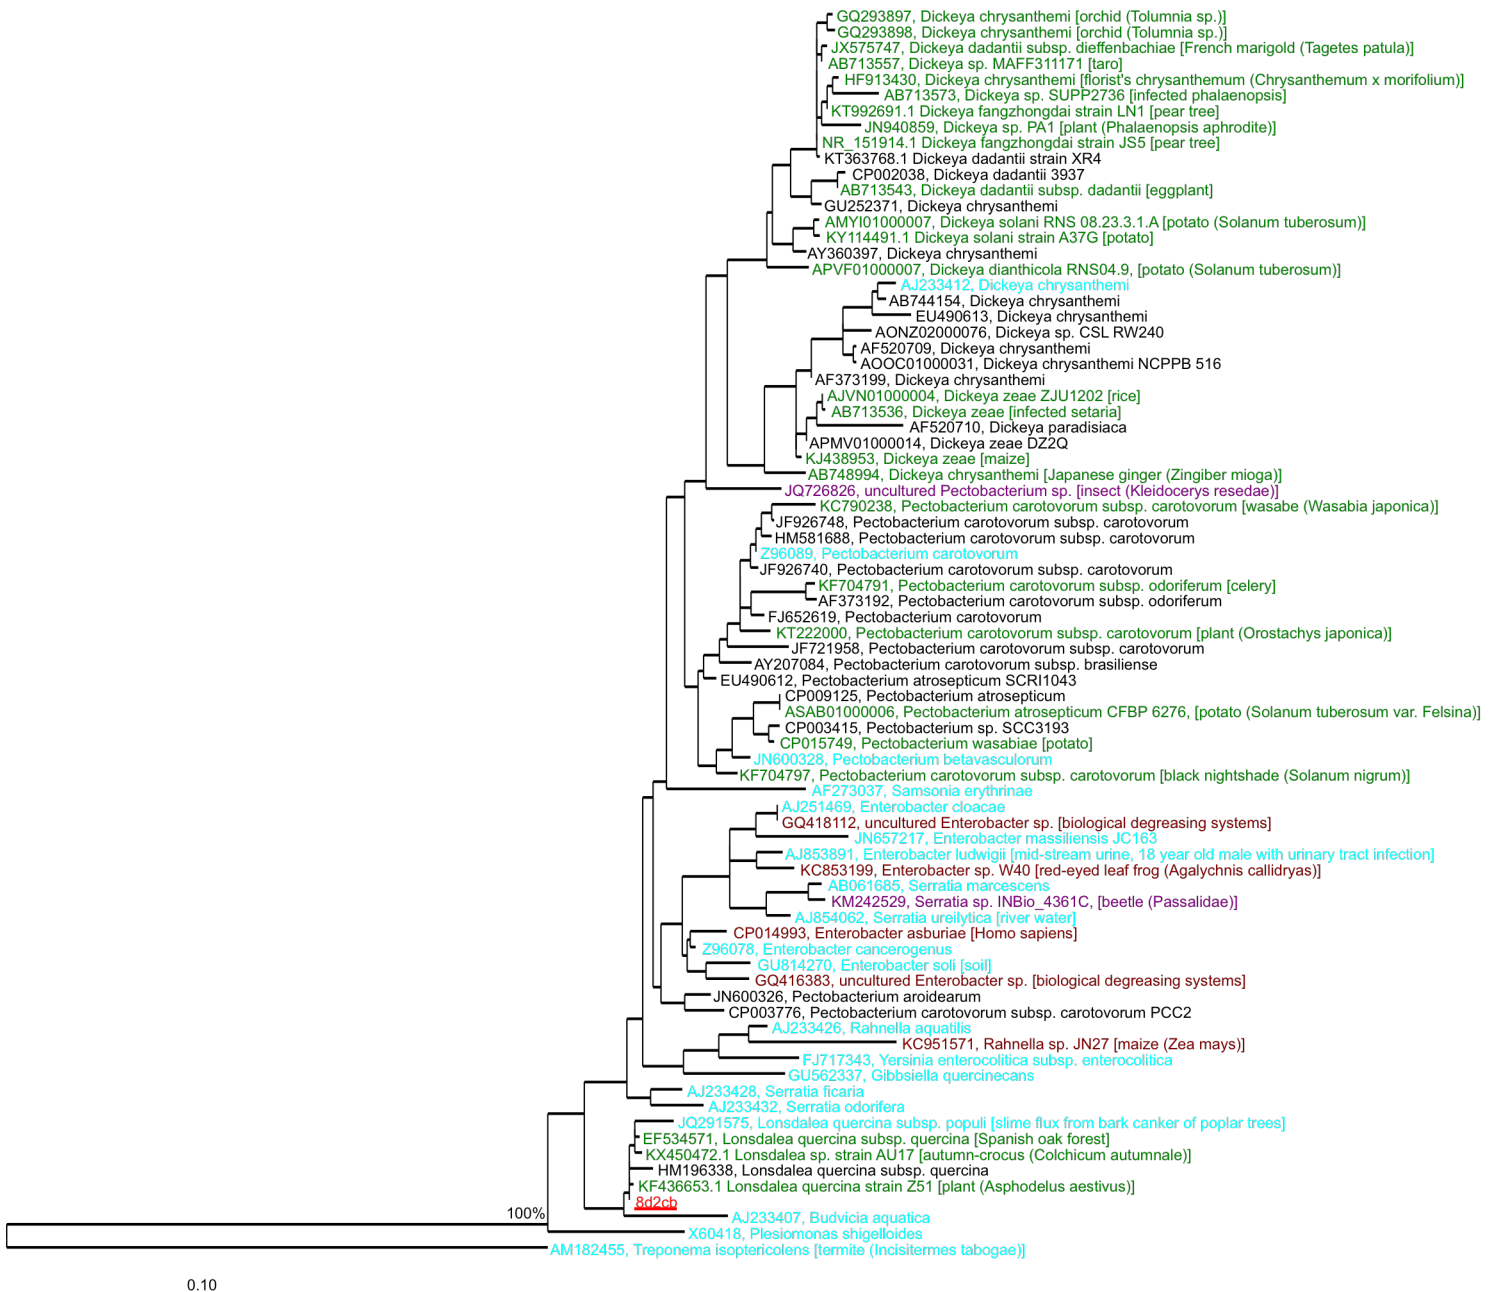 GQ293897, Dickeya chrysanthemi [orchid (Tolumnia sp.)]
GQ293898, Dickeya chrysanthemi [orchid (Tolumnia sp.)]
JX575747, Dickeya dadantii subsp. dieffenbachiae [French marigold (Tagetes patula)]
AB713557, Dickeya sp. MAFF311171 [taro]
HF913430, Dickeya chrysanthemi [florist's chrysanthemum (Chrysanthemum x morifolium)]
AB713573, Dickeya sp. SUPP2736 [infected phalaenopsis]
KT992691.1 Dickeya fangzhongdai strain LN1 [pear tree]
JN940859, Dickeya sp. PA1 [plant (Phalaenopsis aphrodite)]
NR_151914.1 Dickeya fangzhongdai strain JS5 [pear tree]
KT363768.1 Dickeya dadantii strain XR4
CP002038, Dickeya dadantii 3937
AB713543, Dickeya dadantii subsp. dadantii [eggplant]
GU252371, Dickeya chrysanthemi
AMYI01000007, Dickeya solani RNS 08.23.3.1.A [potato (Solanum tuberosum)]
KY114491.1 Dickeya solani strain A37G [potato]
AY360397, Dickeya chrysanthemi
APVF01000007, Dickeya dianthicola RNS04.9, [potato (Solanum tuberosum)]
AJ233412, Dickeya chrysanthemi
AB744154, Dickeya chrysanthemi
EU490613, Dickeya chrysanthemi
AONZ02000076, Dickeya sp. CSL RW240
AF520709, Dickeya chrysanthemi
AOOC01000031, Dickeya chrysanthemi NCPPB 516
AF373199, Dickeya chrysanthemi
AJVN01000004, Dickeya zeae ZJU1202 [rice]
AB713536, Dickeya zeae [infected setaria]
AF520710, Dickeya paradisiaca
APMV01000014, Dickeya zeae DZ2Q
KJ438953, Dickeya zeae [maize]
AB748994, Dickeya chrysanthemi [Japanese ginger (Zingiber mioga)]
JQ726826, uncultured Pectobacterium sp. [insect (Kleidocerys resedae)]
KC790238, Pectobacterium carotovorum subsp. carotovorum [wasabe (Wasabia japonica)]
JF926748, Pectobacterium carotovorum subsp. carotovorum
HM581688, Pectobacterium carotovorum subsp. carotovorum
Z96089, Pectobacterium carotovorum
JF926740, Pectobacterium carotovorum subsp. carotovorum
KF704791, Pectobacterium carotovorum subsp. odoriferum [celery]
AF373192, Pectobacterium carotovorum subsp. odoriferum
FJ652619, Pectobacterium carotovorum
KT222000, Pectobacterium carotovorum subsp. carotovorum [plant (Orostachys japonica)]
JF721958, Pectobacterium carotovorum subsp. carotovorum
AY207084, Pectobacterium carotovorum subsp. brasiliense
EU490612, Pectobacterium atrosepticum SCRI1043
CP009125, Pectobacterium atrosepticum
ASAB01000006, Pectobacterium atrosepticum CFBP 6276, [potato (Solanum tuberosum var. Felsina)]
CP003415, Pectobacterium sp. SCC3193
CP015749, Pectobacterium wasabiae [potato]
JN600328, Pectobacterium betavasculorum
KF704797, Pectobacterium carotovorum subsp. carotovorum [black nightshade (Solanum nigrum)]
AF273037, Samsonia erythrinae
AJ251469, Enterobacter cloacae
GQ418112, uncultured Enterobacter sp. [biological degreasing systems]
JN657217, Enterobacter massiliensis JC163
AJ853891, Enterobacter ludwigii [mid-stream urine, 18 year old male with urinary tract infection]
KC853199, Enterobacter sp. W40 [red-eyed leaf frog (Agalychnis callidryas)]
AB061685, Serratia marcescens
KM242529, Serratia sp. INBio_4361C, [beetle (Passalidae)]
AJ854062, Serratia ureilytica [river water]
CP014993, Enterobacter asburiae [Homo sapiens]
Z96078, Enterobacter cancerogenus
GU814270, Enterobacter soli [soil]
GQ416383, uncultured Enterobacter sp. [biological degreasing systems]
JN600326, Pectobacterium aroidearum
CP003776, Pectobacterium carotovorum subsp. carotovorum PCC2
AJ233426, Rahnella aquatilis
KC951571, Rahnella sp. JN27 [maize (Zea mays)]
FJ717343, Yersinia enterocolitica subsp. enterocolitica
GU562337, Gibbsiella quercinecans
AJ233428, Serratia ficaria
AJ233432, Serratia odorifera
JQ291575, Lonsdalea quercina subsp. populi [slime flux from bark canker of poplar trees]
EF534571, Lonsdalea quercina subsp. quercina [Spanish oak forest]
KX450472.1 Lonsdalea sp. strain AU17 [autumn-crocus (Colchicum autumnale)]
HM196338, Lonsdalea quercina subsp. quercina
KF436653.1 Lonsdalea quercina strain Z51 [plant (Asphodelus aestivus)]
8d2cb
100%
AJ233407, Budvicia aquatica
X60418, Plesiomonas shigelloides
AM182455, Treponema isoptericolens [termite (Incisitermes tabogae)]
0.10